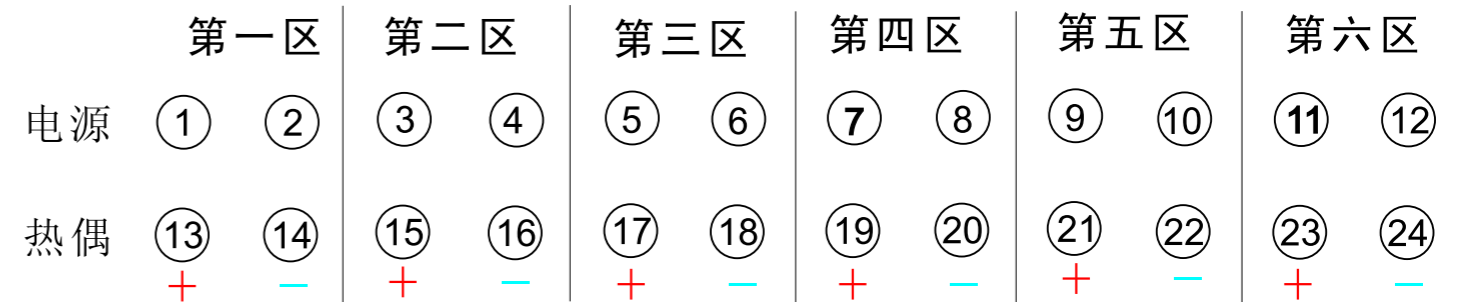 第一区 第二区 第三区 第四区 第五区 第六区
电源 ① ② ③ ④ ⑤ ⑥ ⑦ ⑧ ⑨ ⑩ ⑪ ⑫
热偶 ⑬ ⑭ ⑮ ⑯ ⑰ ⑱ ⑲ ⑳ ㉑ ㉒ ㉓ ㉔
+ − + − + − + − + − + −